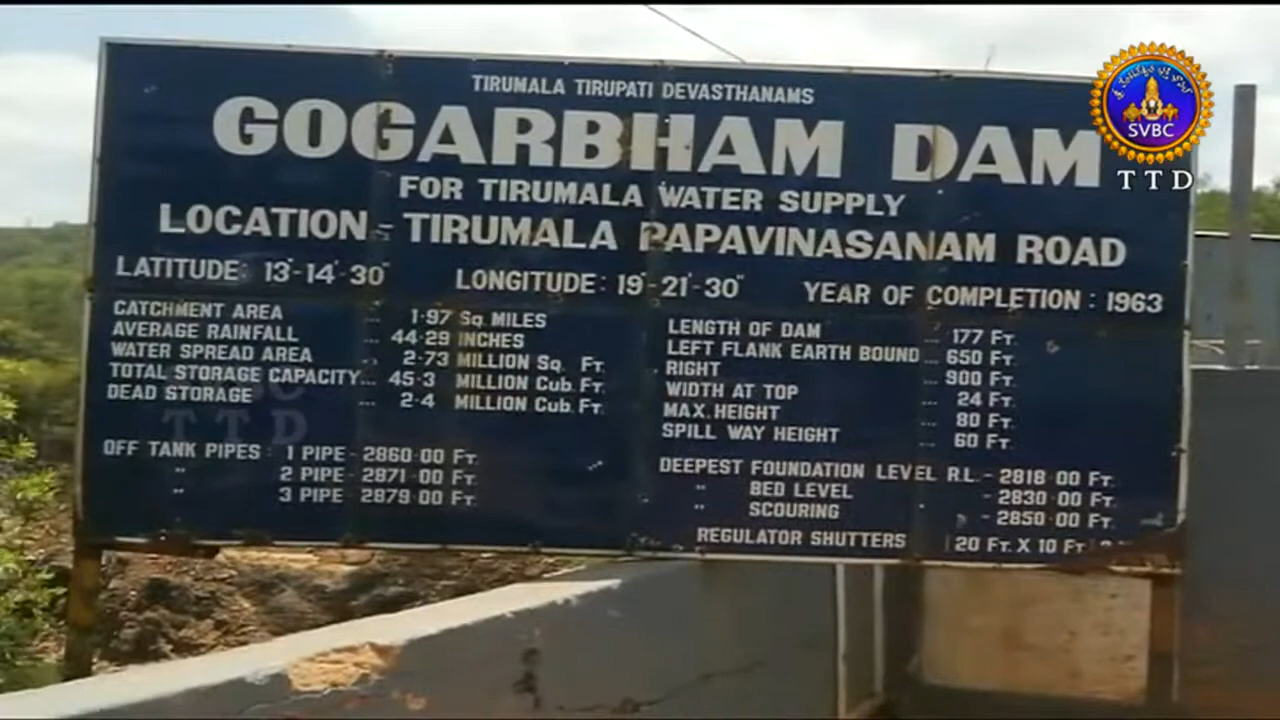 TIRUMALA TIRUPATI DEVASTHANAMS
GOGARBHAM DAM
FOR TIRUMALA WATER SUPPLY
LOCATION - TIRUMALA PAPAVINASANAM ROAD
LATITUDE: 13°-14'-30" LONGITUDE: 19°-21'-30" YEAR OF COMPLETION : 1963
CATCHMENT AREA ... 1·97 Sq. MILES
AVERAGE RAINFALL ... 44·29 INCHES
WATER SPREAD AREA ... 2·73 MILLION Sq. FT.
TOTAL STORAGE CAPACITY... 45·3 MILLION Cub. FT.
DEAD STORAGE ... 2·4 MILLION Cub. FT.
OFF TANK PIPES : 1 PIPE - 2860·00 FT.
" 2 PIPE - 2871·00 FT.
" 3 PIPE - 2879·00 FT.
LENGTH OF DAM ... 177 FT.
LEFT FLANK EARTH BOUND... 650 FT.
RIGHT ... 900 FT.
WIDTH AT TOP ... 24 FT.
MAX. HEIGHT ... 80 FT.
SPILL WAY HEIGHT ... 60 FT.
DEEPEST FOUNDATION LEVEL R.L. - 2818·00 FT.
" BED LEVEL - 2830·00 FT.
" SCOURING - 2850·00 FT.
REGULATOR SHUTTERS 20 FT. X 10 FT
SVBC
TTD
TTD